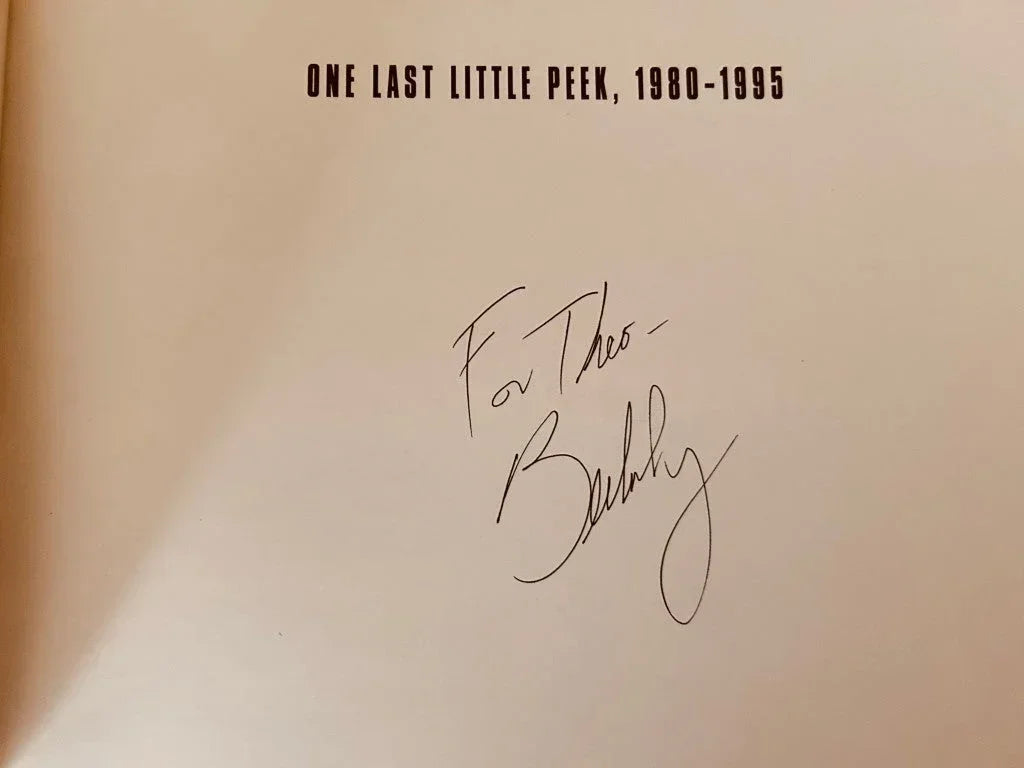 ONE LAST LITTLE PEEK, 1980-1995
For Theo-